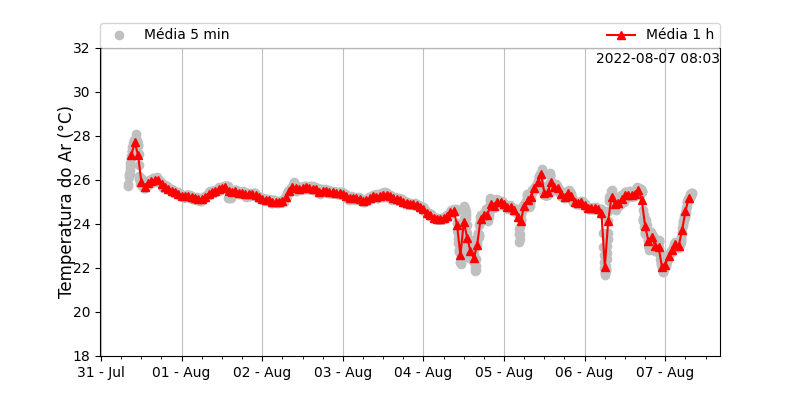 Média 5 min
Média 1 h
2022-08-07 08:03
Temperatura do Ar (°C)
32
30
28
26
24
22
20
18
31 - Jul
01 - Aug
02 - Aug
03 - Aug
04 - Aug
05 - Aug
06 - Aug
07 - Aug